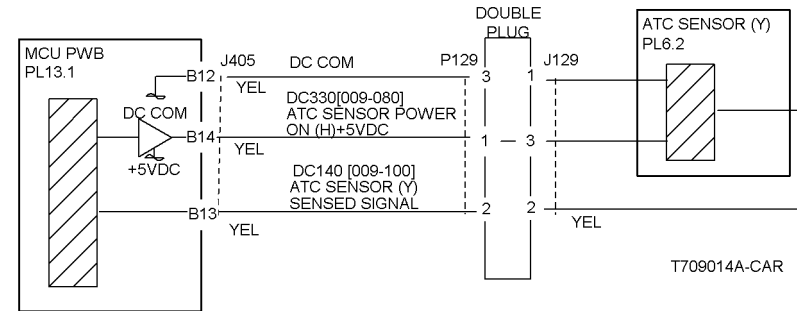 DOUBLE
PLUG
ATC SENSOR (Y)
PL6.2
MCU PWB
PL13.1
J405
DC COM
P129
J129
B12
YEL
3
1
DC COM
DC330[009-080]
ATC SENSOR POWER
ON (H)+5VDC
B14
YEL
1 — 3
+5VDC
DC140 [009-100]
ATC SENSOR (Y)
SENSED SIGNAL
B13
YEL
2
2
YEL
T709014A-CAR